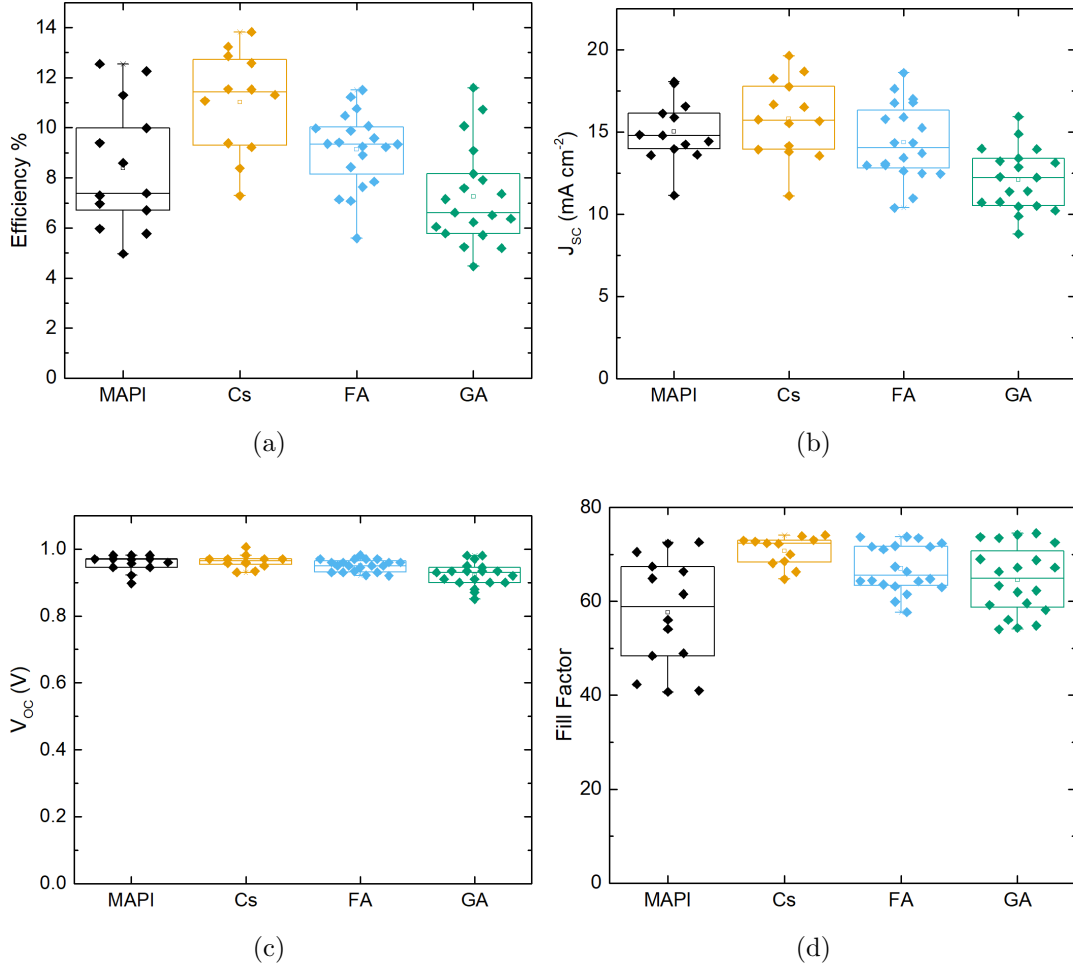 Efficiency %
14
12
10
8
6
4
2
0
MAPI Cs FA GA
(a)
J_SC (mA cm⁻²)
20
15
10
5
0
MAPI Cs FA GA
(b)
V_OC (V)
1.0
0.8
0.6
0.4
0.2
0.0
MAPI Cs FA GA
(c)
Fill Factor
80
60
40
20
0
MAPI Cs FA GA
(d)